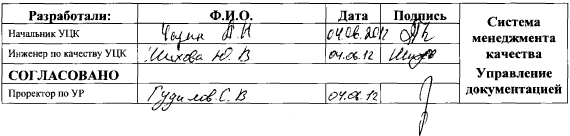 Разработали: Ф.И.О. Дата Подпись
Начальник УЦК 04.06.2012
Инженер по качеству УЦК Шихова Ю. В 04.06.12
СОГЛАСОВАНО
Проректор по УР Гудилов С. В 04.06.12
Система
менеджмента
качества
Управление
документацией